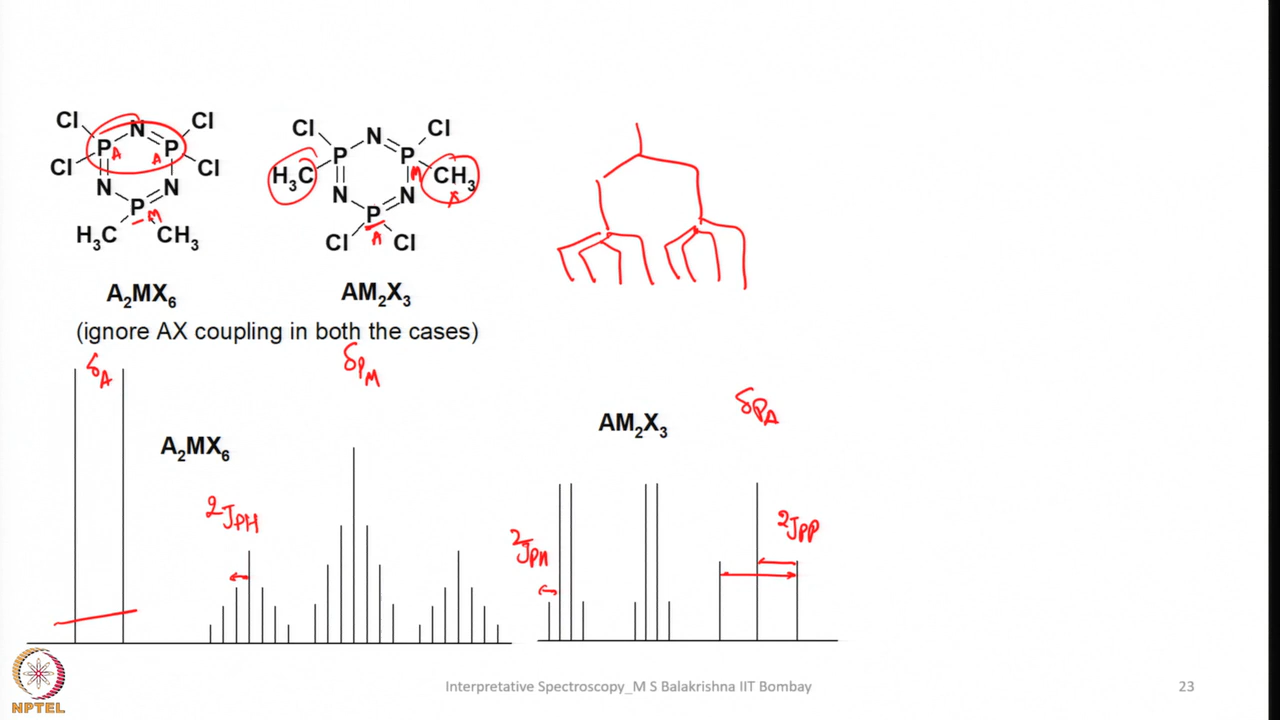 Cl N Cl
P A A P
Cl Cl
N N
P M
H₃C CH₃
A₂MX₆
Cl N Cl
P P M
H₃C CH₃ X
N N
P
Cl A Cl
AM₂X₃
(ignore AX coupling in both the cases)
δA
δPM
A₂MX₆
²JPH
AM₂X₃
δPA
²JPH
²JPP
NPTEL
Interpretative Spectroscopy_M S Balakrishna IIT Bombay
23